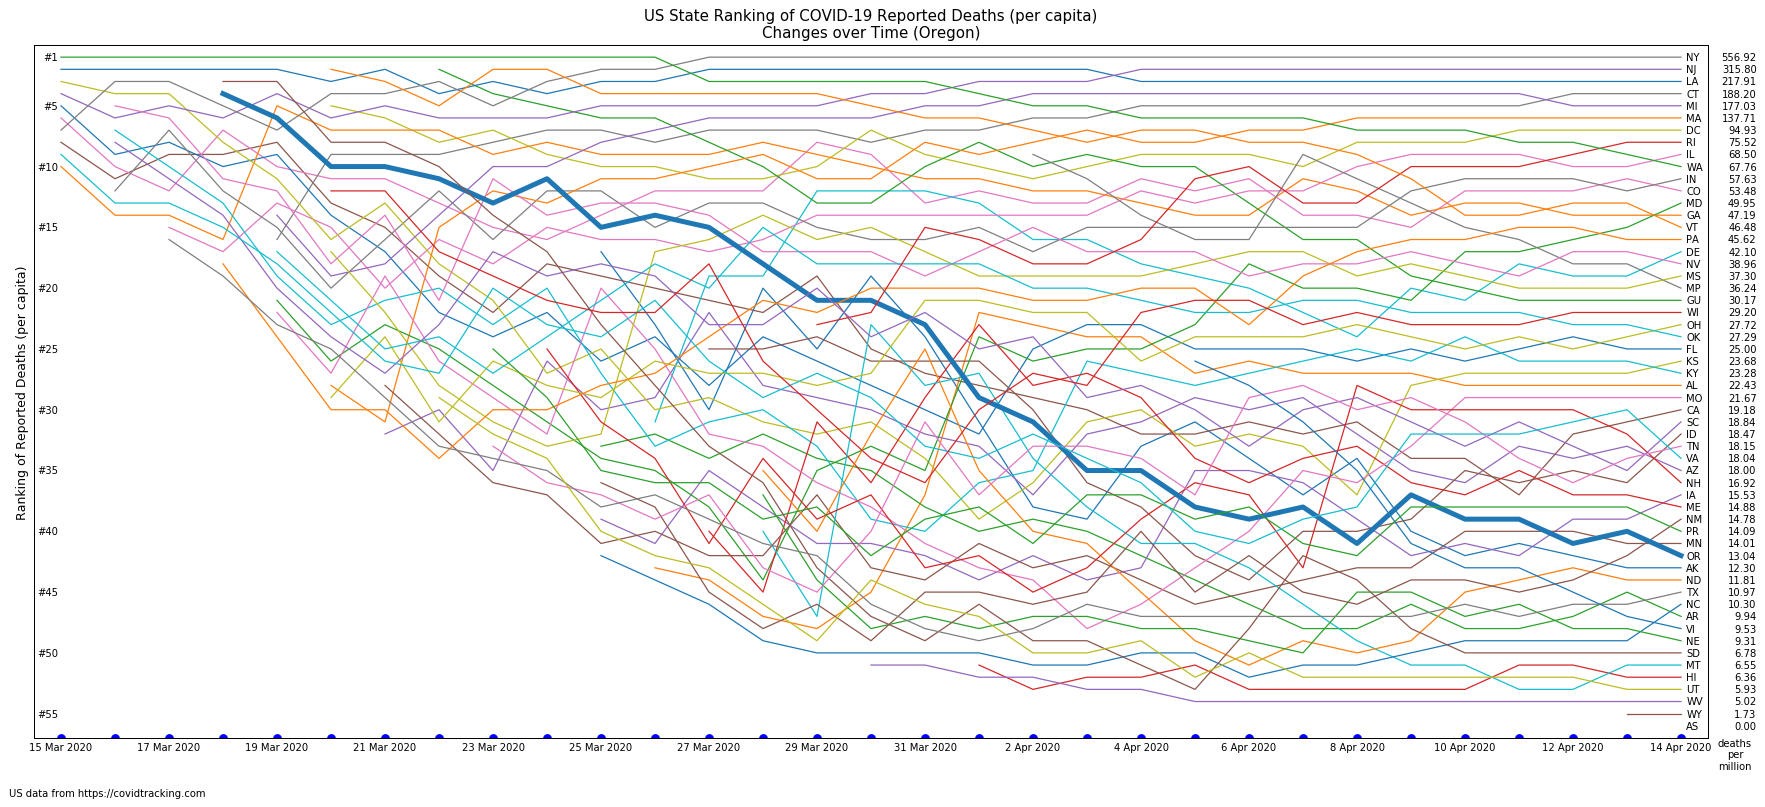 US State Ranking of COVID-19 Reported Deaths (per capita)
Changes over Time (Oregon)
Ranking of Reported Deaths (per capita)
#1
#5
#10
#15
#20
#25
#30
#35
#40
#45
#50
#55
NY 556.92
NJ 315.80
LA 217.91
CT 188.20
MI 177.03
MA 137.71
DC 94.93
RI 75.52
IL 68.50
WA 67.76
IN 57.63
CO 53.48
MD 49.95
GA 47.19
VT 46.48
PA 45.62
DE 42.10
NV 38.96
MS 37.30
MP 36.24
GU 30.17
WI 29.20
OH 27.72
OK 27.29
FL 25.00
KS 23.68
KY 23.28
AL 22.43
MO 21.67
CA 19.18
SC 18.84
ID 18.47
TN 18.15
VA 18.04
AZ 18.00
NH 16.92
IA 15.53
ME 14.88
NM 14.78
PR 14.09
MN 14.01
OR 13.04
AK 12.30
ND 11.81
TX 10.97
NC 10.30
AR 9.94
VI 9.53
NE 9.31
SD 6.78
MT 6.55
HI 6.36
UT 5.93
WV 5.02
WY 1.73
AS 0.00
15 Mar 2020 17 Mar 2020 19 Mar 2020 21 Mar 2020 23 Mar 2020 25 Mar 2020 27 Mar 2020 29 Mar 2020 31 Mar 2020 2 Apr 2020 4 Apr 2020 6 Apr 2020 8 Apr 2020 10 Apr 2020 12 Apr 2020 14 Apr 2020
deaths
per
million
US data from https://covidtracking.com